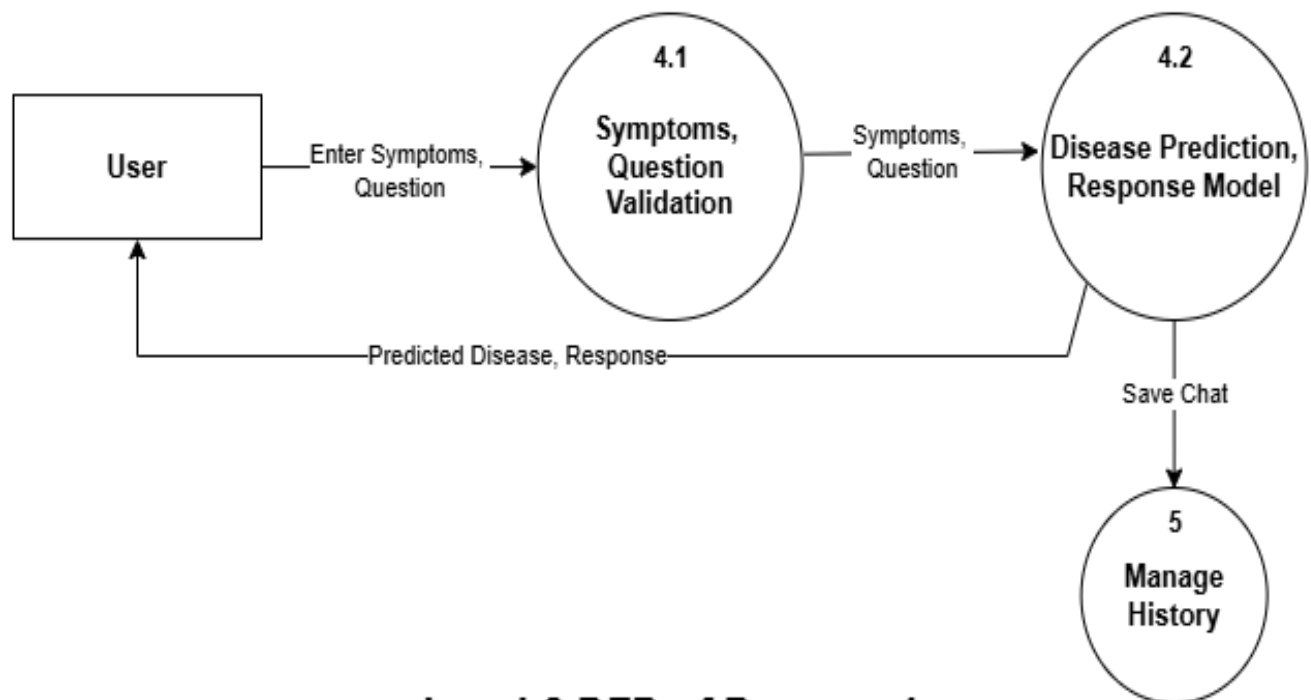 4.1
4.2
User
Enter Symptoms,
Question
Symptoms,
Question
Validation
Symptoms,
Question
Disease Prediction,
Response Model
Predicted Disease, Response
Save Chat
5
Manage
History